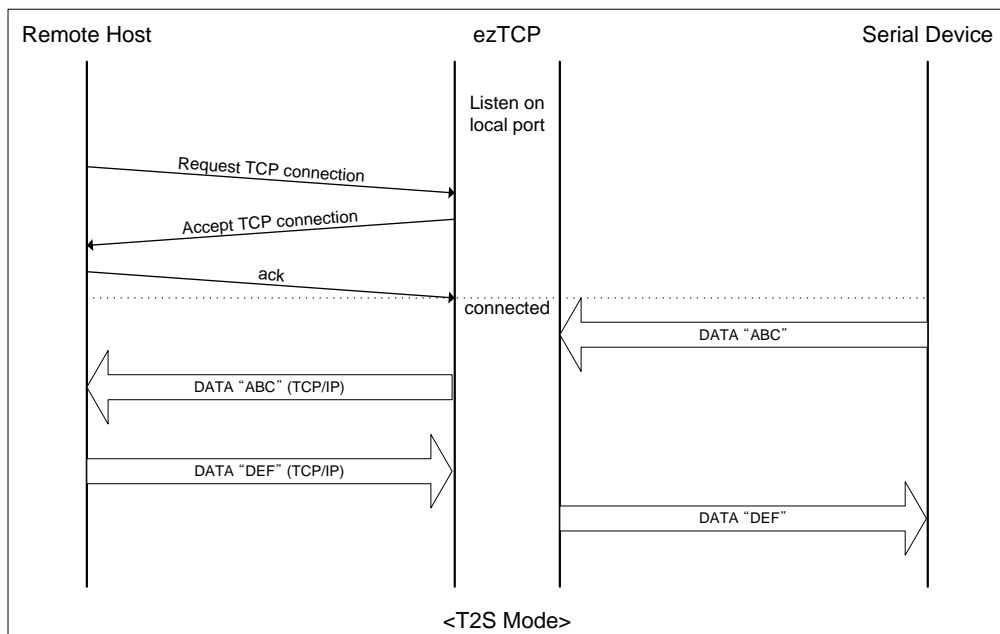 Remote Host
ezTCP
Serial Device
Listen on
local port
Request TCP connection
Accept TCP connection
ack
connected
DATA “ABC”
DATA “ABC” (TCP/IP)
DATA “DEF” (TCP/IP)
DATA “DEF”
<T2S Mode>